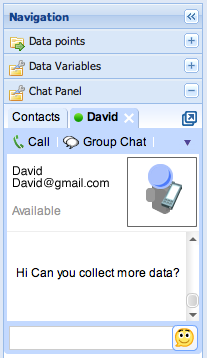 Navigation
Data points
Data Variables
Chat Panel
Contacts David
Call Group Chat
David
David@gmail.com
Available
Hi Can you collect more data?